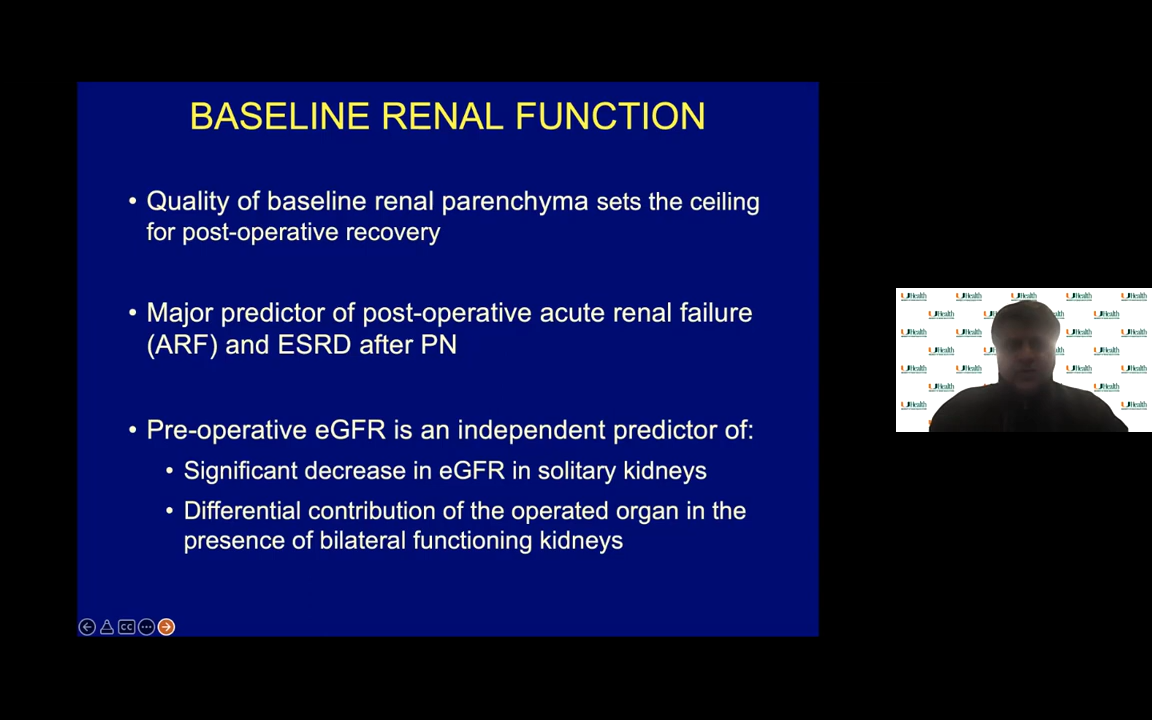 BASELINE RENAL FUNCTION
• Quality of baseline renal parenchyma sets the ceiling
for post-operative recovery
• Major predictor of post-operative acute renal failure
(ARF) and ESRD after PN
• Pre-operative eGFR is an independent predictor of:
• Significant decrease in eGFR in solitary kidneys
• Differential contribution of the operated organ in the
presence of bilateral functioning kidneys
CC
UHealth